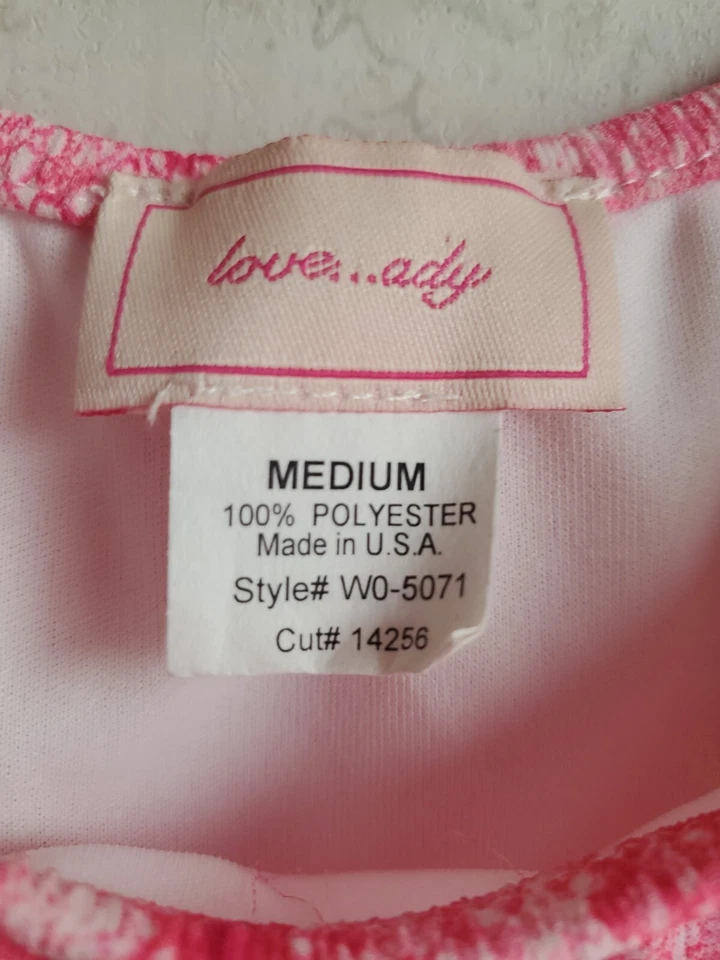 love...ady
MEDIUM
100% POLYESTER
Made in U.S.A.
Style# W0-5071
Cut# 14256